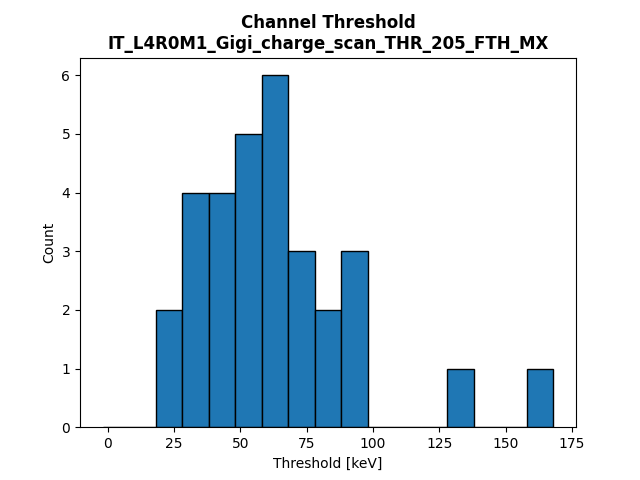 Channel Threshold
IT_L4R0M1_Gigi_charge_scan_THR_205_FTH_MX
6
5
4
3
2
1
0
Count
0 25 50 75 100 125 150 175
Threshold [keV]